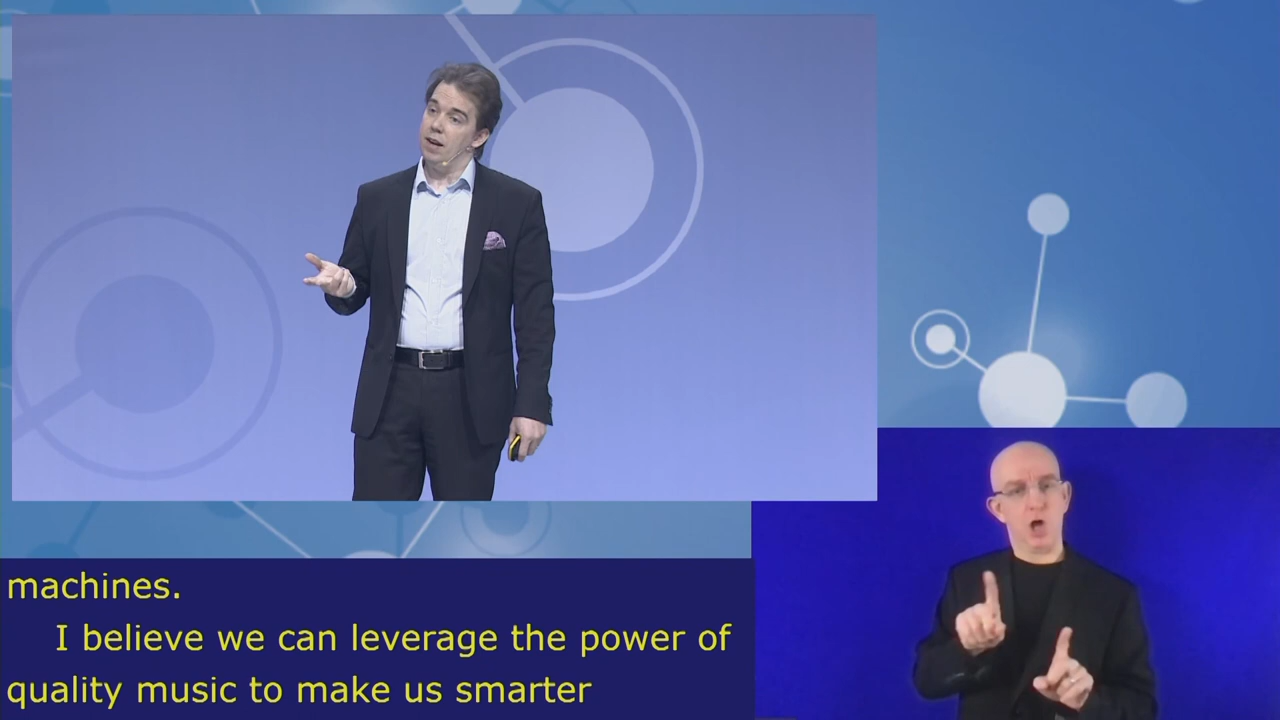 machines.
I believe we can leverage the power of
quality music to make us smarter